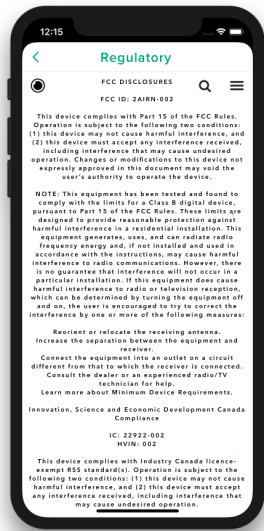 12:15
Regulatory
FCC DISCLOSURES
FCC ID: 2AIRN-002
This device complies with Part 15 of the FCC Rules.
Operation is subject to the following two conditions:
(1) this device may not cause harmful interference, and
(2) this device must accept any interference received,
including interference that may cause undesired
operation. Changes or modifications to this device not
expressly approved in this document may void the
user's authority to operate the device.
NOTE: This equipment has been tested and found to
comply with the limits for a Class B digital device,
pursuant to Part 15 of the FCC Rules. These limits are
designed to provide reasonable protection against
harmful interference in a residential installation. This
equipment generates, uses, and can radiate radio
frequency energy and, if not installed and used in
accordance with the instructions, may cause harmful
interference to radio communications. However, there
is no guarantee that interference will not occur in a
particular installation. If this equipment does cause
harmful interference to radio or television reception,
which can be determined by turning the equipment off
and on, the user is encouraged to try to correct the
interference by one or more of the following measures:
Reorient or relocate the receiving antenna.
Increase the separation between the equipment and
receiver.
Connect the equipment into an outlet on a circuit
different from that to which the receiver is connected.
Consult the dealer or an experienced radio/TV
technician for help.
Learn more about Minimum Device Requirements.
Innovation, Science and Economic Development Canada
Compliance
IC: 22922-002
HVIN: 002
This device complies with Industry Canada licence-
exempt RSS standard(s). Operation is subject to the
following two conditions: (1) this device may not cause
harmful interference, and (2) this device must accept
any interference received, including interference that
may cause undesired operation.